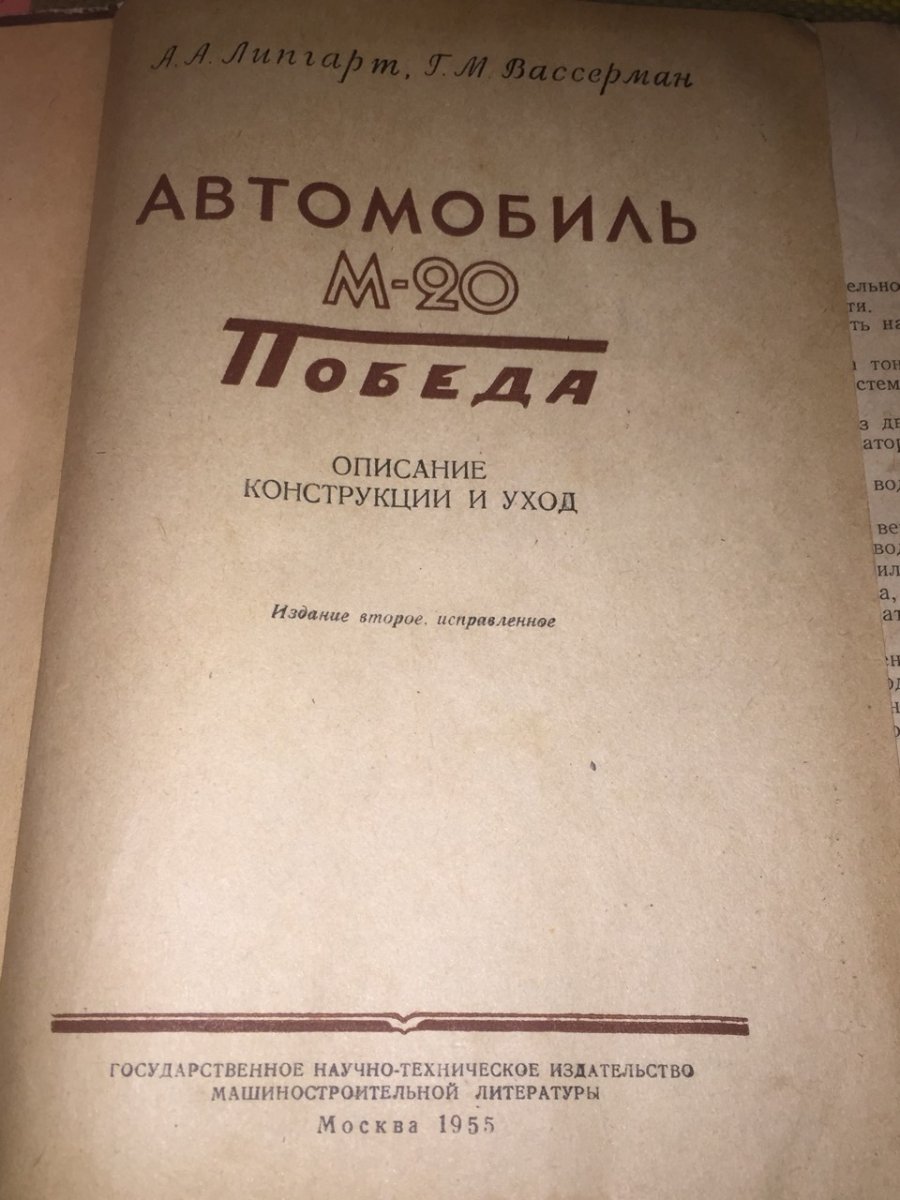 А. А. Липгарт, Г. М. Вассерман
АВТОМОБИЛЬ
М-20
ПОБЕДА
ОПИСАНИЕ
КОНСТРУКЦИИ И УХОД
Издание второе, исправленное
ГОСУДАРСТВЕННОЕ НАУЧНО-ТЕХНИЧЕСКОЕ ИЗДАТЕЛЬСТВО
МАШИНОСТРОИТЕЛЬНОЙ ЛИТЕРАТУРЫ
Москва 1955